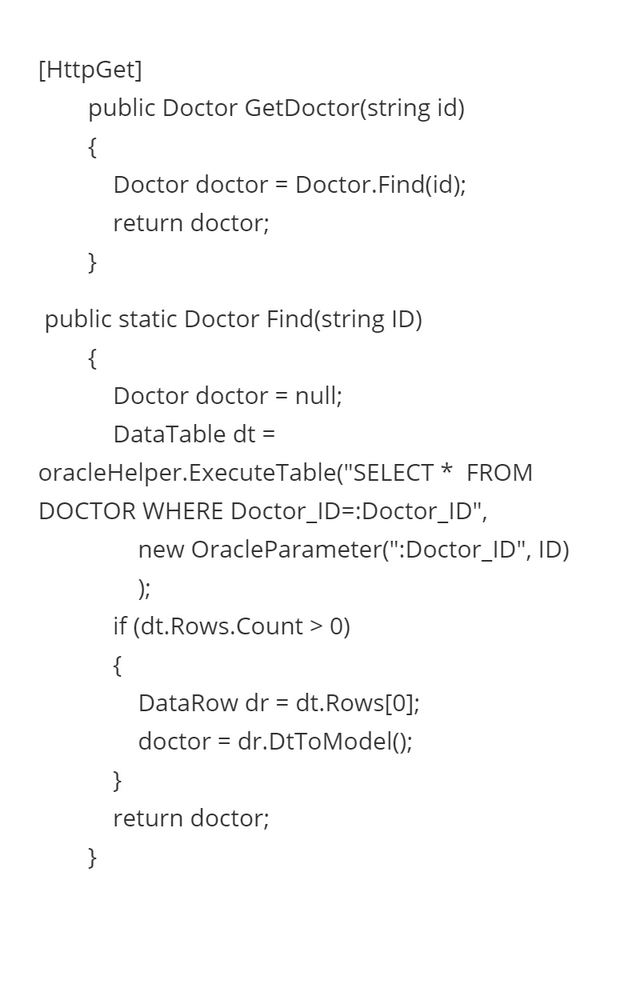 [HttpGet]
public Doctor GetDoctor(string id)
{
Doctor doctor = Doctor.Find(id);
return doctor;
}
public static Doctor Find(string ID)
{
Doctor doctor = null;
DataTable dt =
oracleHelper.ExecuteTable("SELECT *  FROM
DOCTOR WHERE Doctor_ID=:Doctor_ID",
new OracleParameter(":Doctor_ID", ID)
);
if (dt.Rows.Count > 0)
{
DataRow dr = dt.Rows[0];
doctor = dr.DtToModel();
}
return doctor;
}